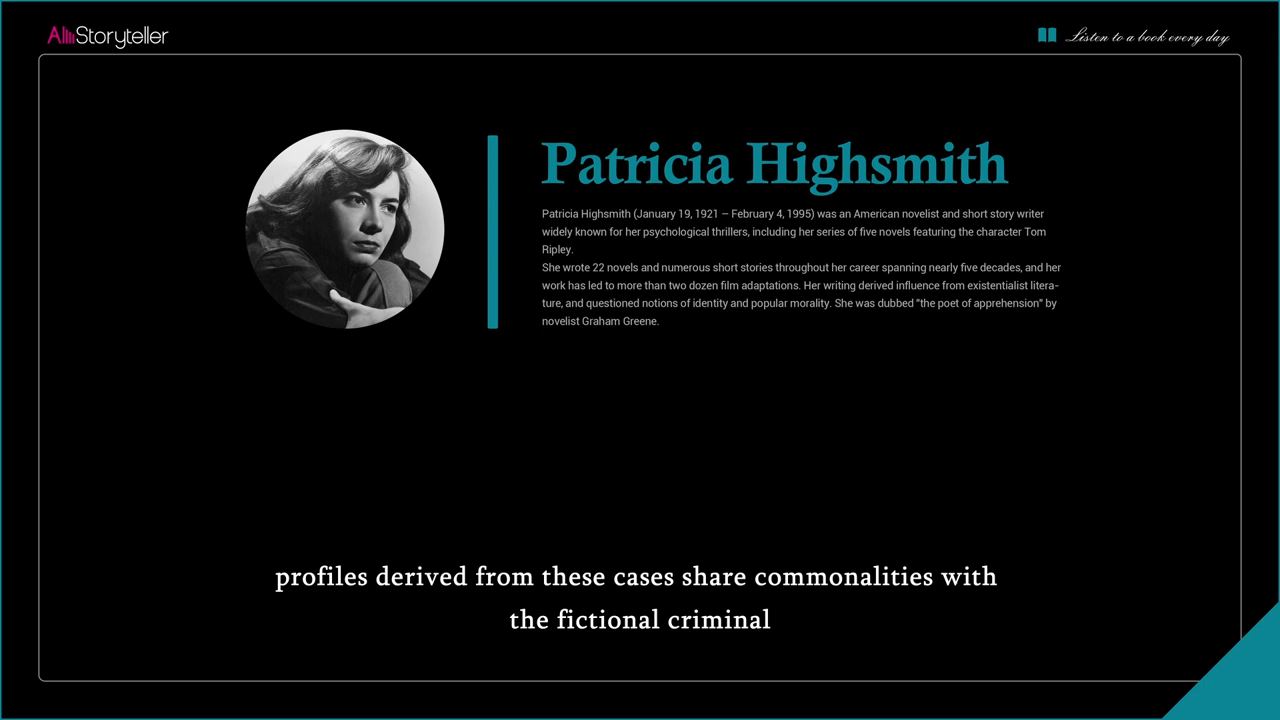 AllStoryteller
Listen to a book every day
Patricia Highsmith
Patricia Highsmith (January 19, 1921 – February 4, 1995) was an American novelist and short story writer
widely known for her psychological thrillers, including her series of five novels featuring the character Tom
Ripley.
She wrote 22 novels and numerous short stories throughout her career spanning nearly five decades, and her
work has led to more than two dozen film adaptations. Her writing derived influence from existentialist litera-
ture, and questioned notions of identity and popular morality. She was dubbed "the poet of apprehension" by
novelist Graham Greene.
profiles derived from these cases share commonalities with
the fictional criminal